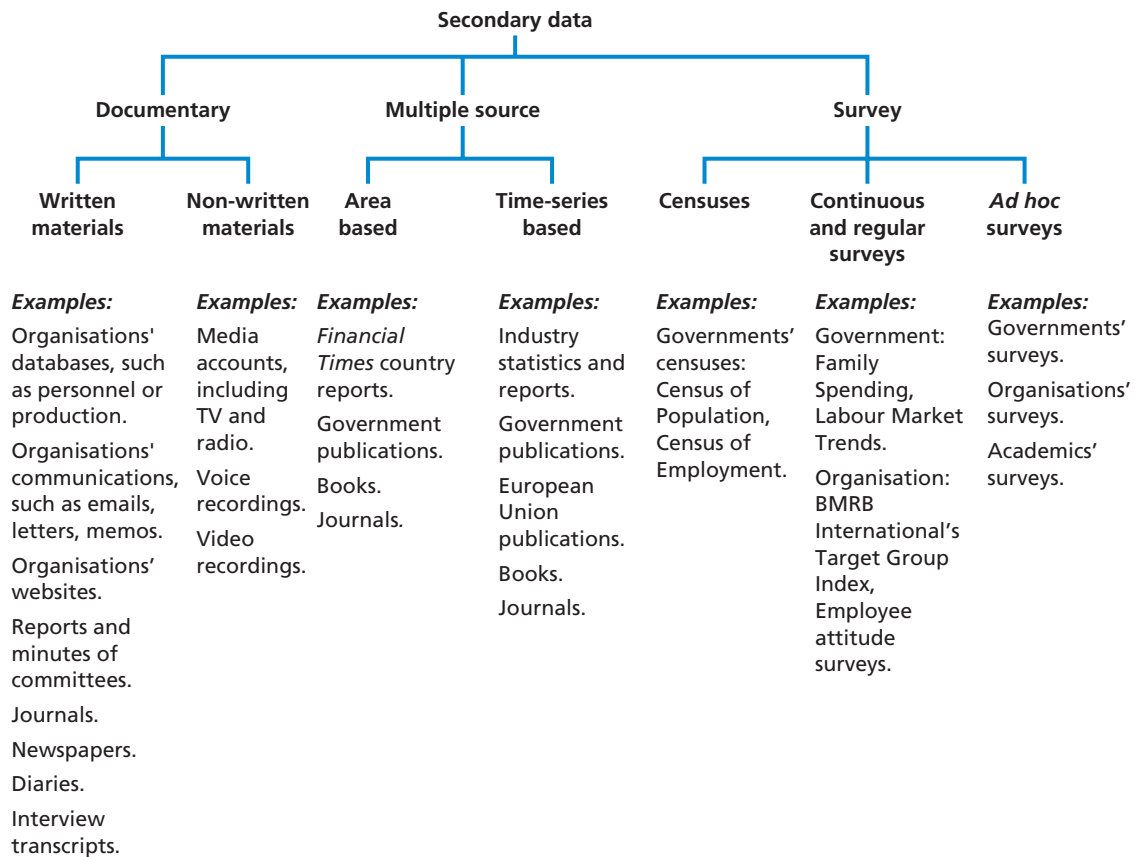 Secondary data
Documentary
Multiple source
Survey
Written
materials
Non-written
materials
Area
based
Time-series
based
Censuses
Continuous
and regular
surveys
Ad hoc
surveys
Examples:
Organisations'
databases, such
as personnel or
production.
Organisations'
communications,
such as emails,
letters, memos.
Organisations’
websites.
Reports and
minutes of
committees.
Journals.
Newspapers.
Diaries.
Interview
transcripts.
Examples:
Media
accounts,
including
TV and
radio.
Voice
recordings.
Video
recordings.
Examples:
Financial
Times country
reports.
Government
publications.
Books.
Journals.
Examples:
Industry
statistics and
reports.
Government
publications.
European
Union
publications.
Books.
Journals.
Examples:
Governments’
censuses:
Census of
Population,
Census of
Employment.
Examples:
Government:
Family
Spending,
Labour Market
Trends.
Organisation:
BMRB
International’s
Target Group
Index,
Employee
attitude
surveys.
Examples:
Governments’
surveys.
Organisations’
surveys.
Academics’
surveys.